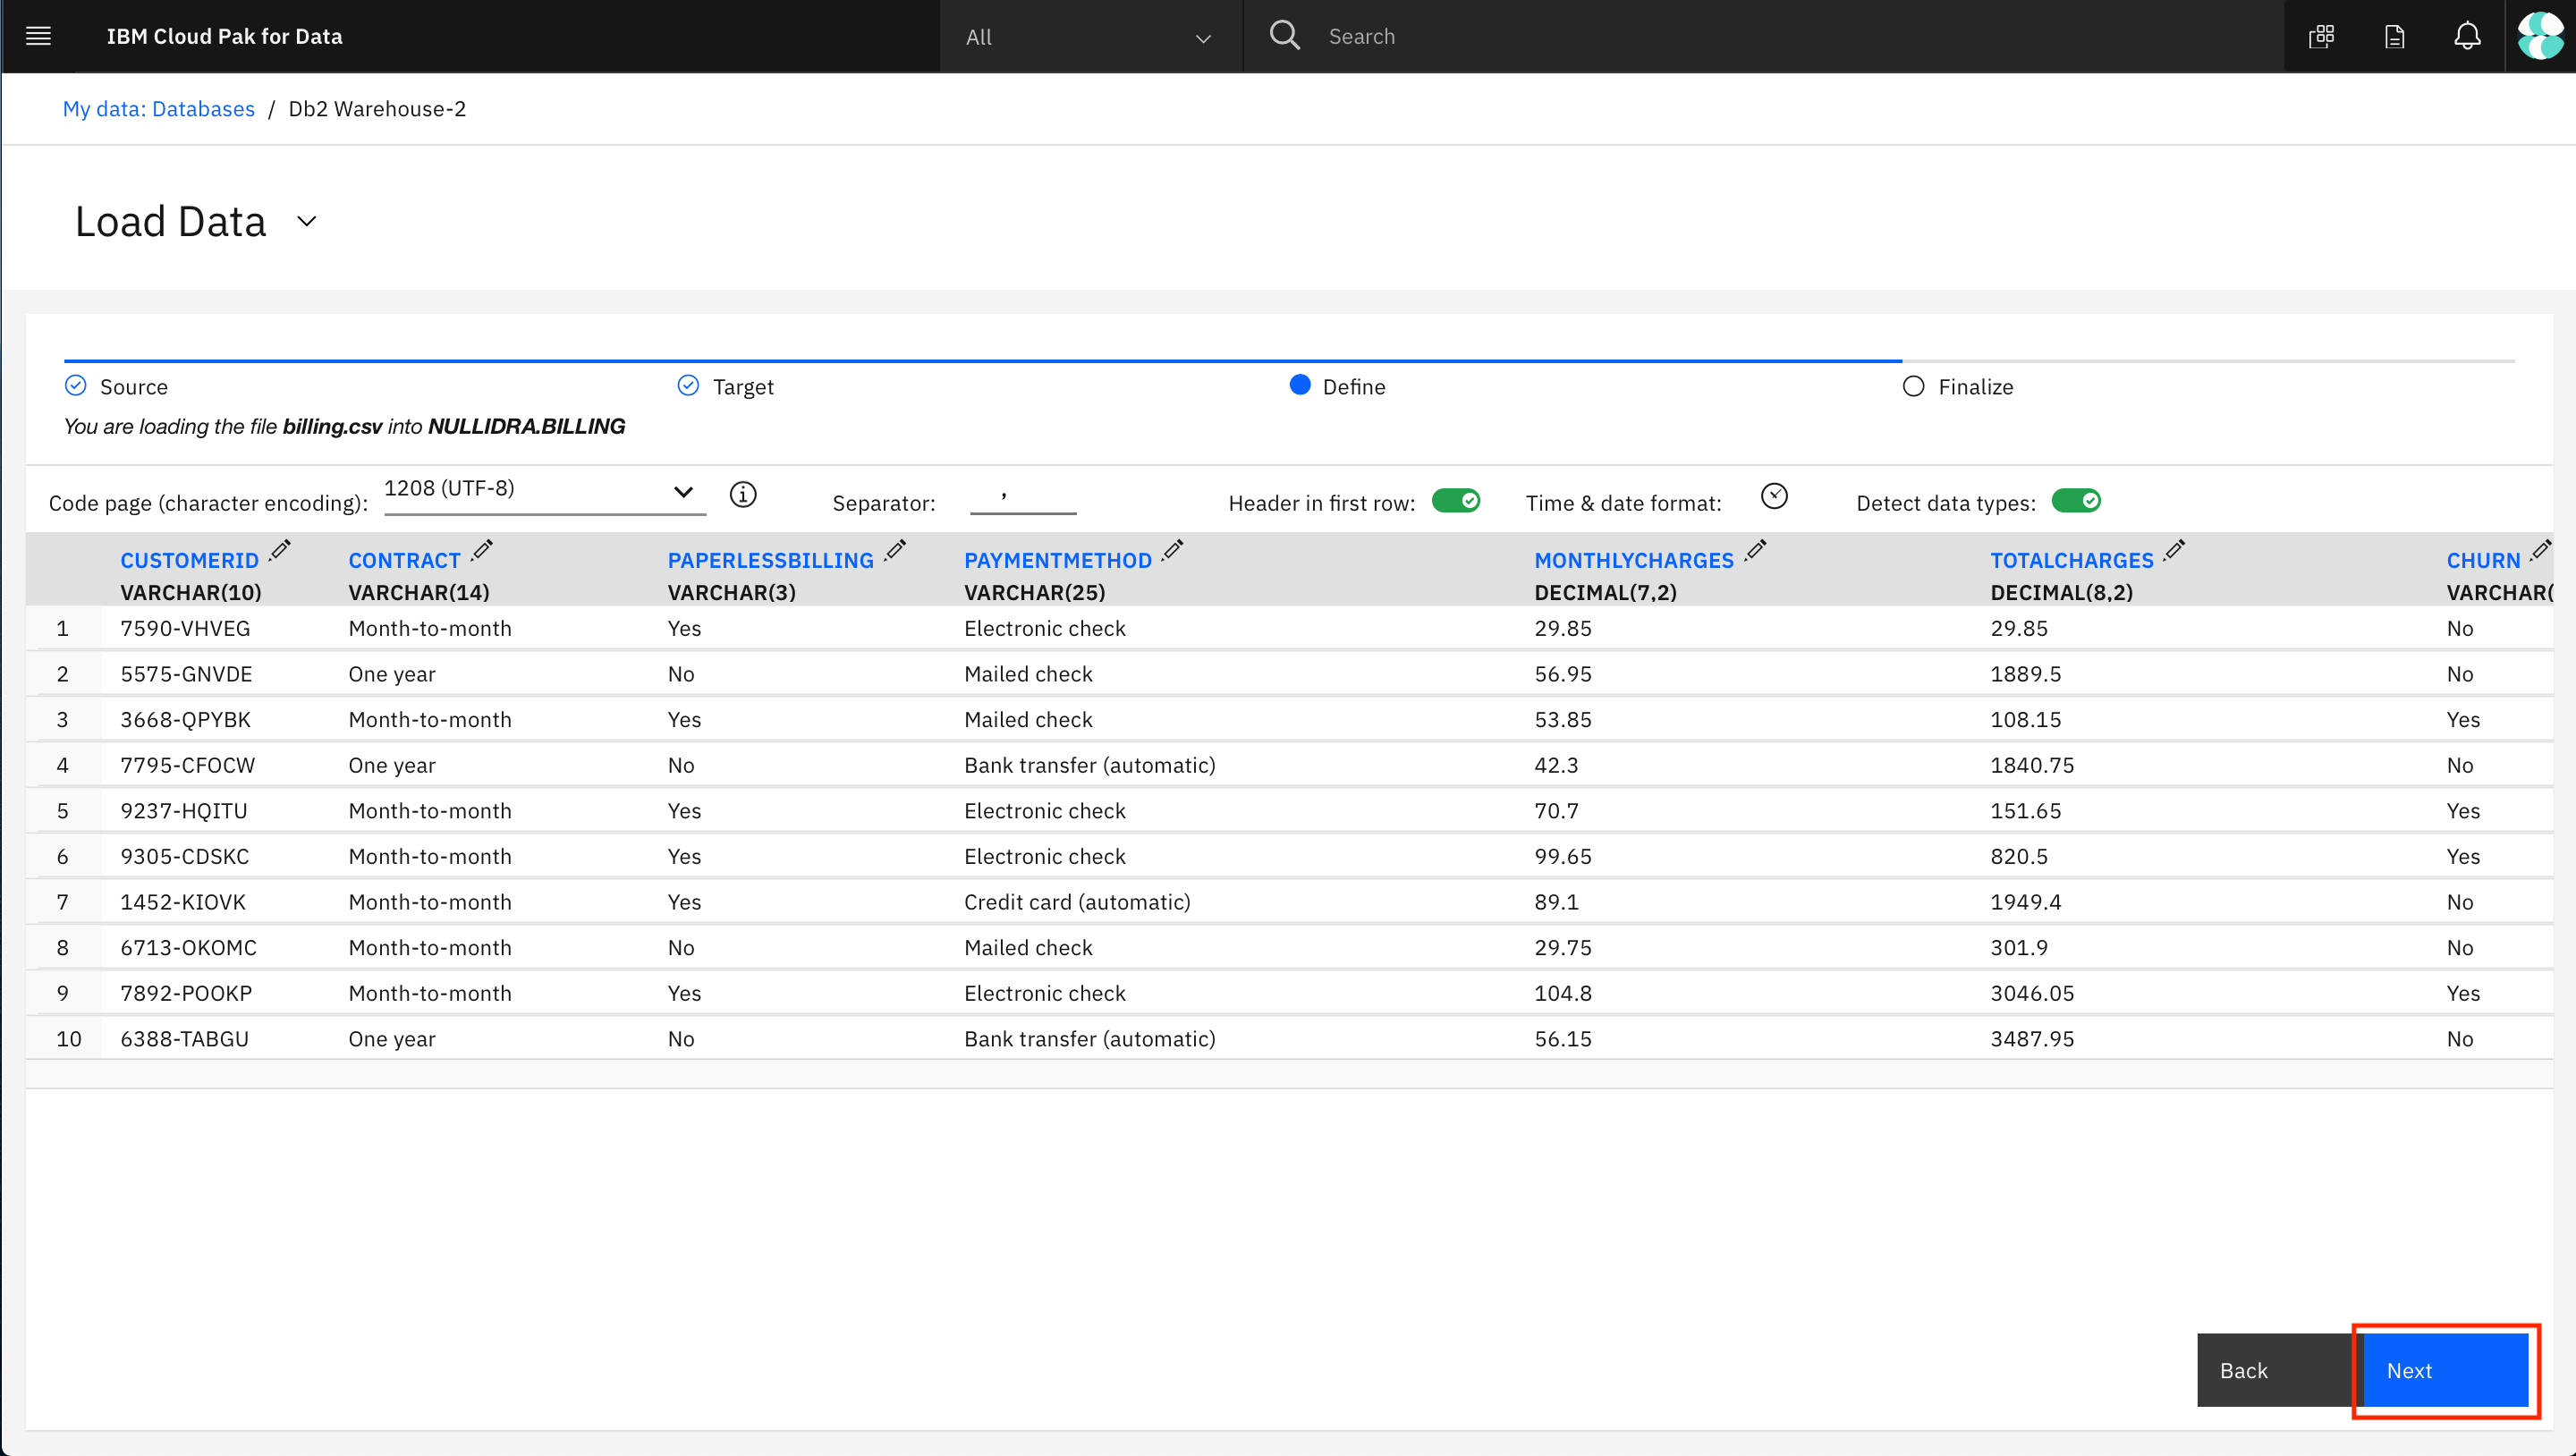 IBM Cloud Pak for Data All Search
My data: Databases / Db2 Warehouse-2
Load Data
Source Target Define Finalize
You are loading the file billing.csv into NULLIDRA.BILLING
Code page (character encoding): 1208 (UTF-8) Separator: , Header in first row: Time & date format: Detect data types:
CUSTOMERID CONTRACT PAPERLESSBILLING PAYMENTMETHOD MONTHLYCHARGES TOTALCHARGES CHURN
VARCHAR(10) VARCHAR(14) VARCHAR(3) VARCHAR(25) DECIMAL(7,2) DECIMAL(8,2) VARCHAR(
1 7590-VHVEG Month-to-month Yes Electronic check 29.85 29.85 No
2 5575-GNVDE One year No Mailed check 56.95 1889.5 No
3 3668-QPYBK Month-to-month Yes Mailed check 53.85 108.15 Yes
4 7795-CFOCW One year No Bank transfer (automatic) 42.3 1840.75 No
5 9237-HQITU Month-to-month Yes Electronic check 70.7 151.65 Yes
6 9305-CDSKC Month-to-month Yes Electronic check 99.65 820.5 Yes
7 1452-KIOVK Month-to-month Yes Credit card (automatic) 89.1 1949.4 No
8 6713-OKOMC Month-to-month No Mailed check 29.75 301.9 No
9 7892-POOKP Month-to-month Yes Electronic check 104.8 3046.05 Yes
10 6388-TABGU One year No Bank transfer (automatic) 56.15 3487.95 No
Back Next